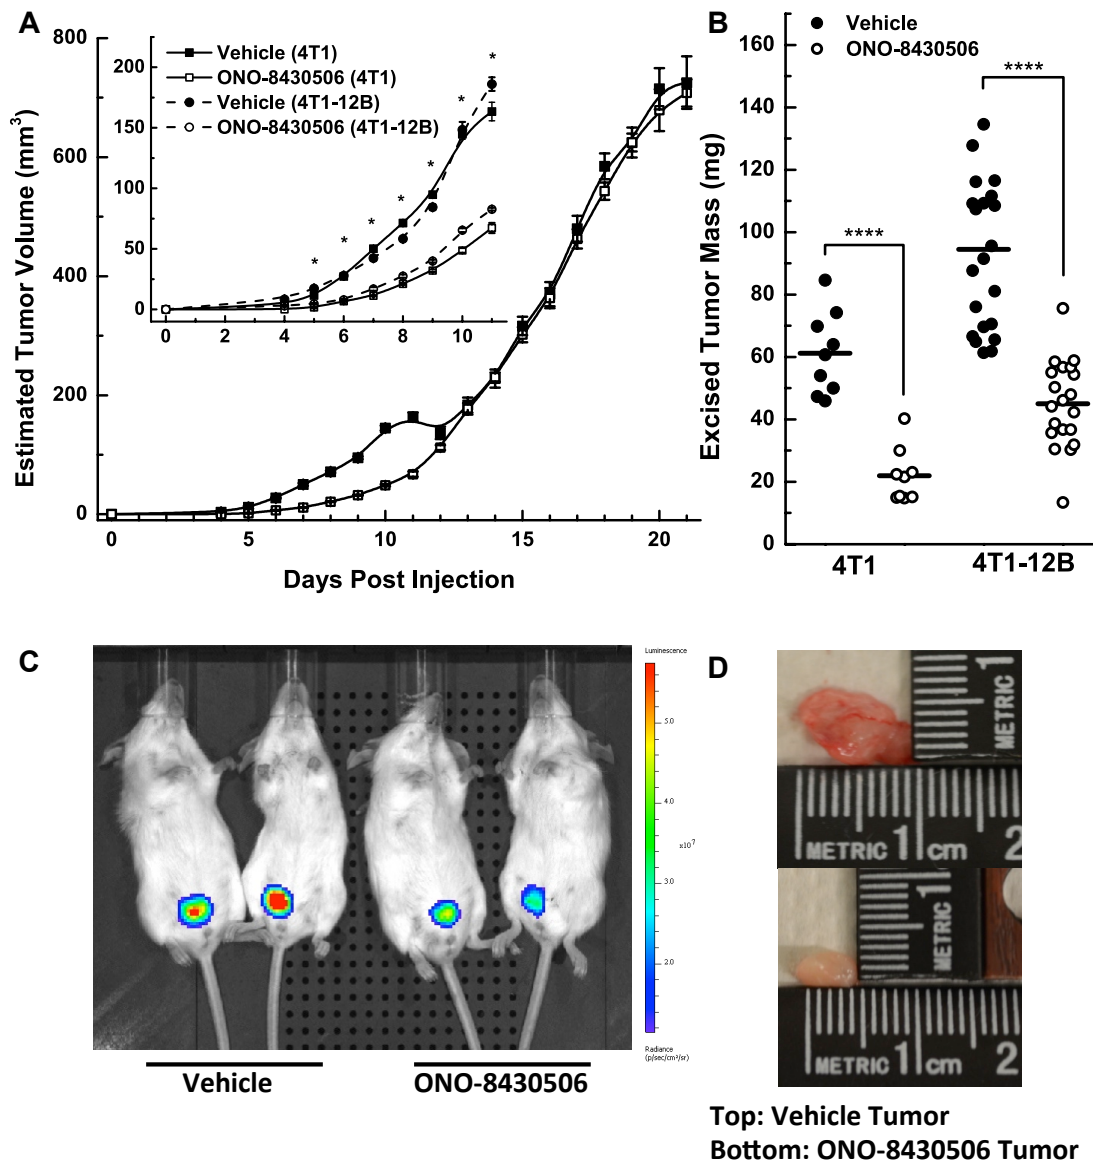 A
Estimated Tumor Volume (mm3)
800
600
400
200
0
0
5
10
15
20
Days Post Injection
Vehicle (4T1)
ONO-8430506 (4T1)
Vehicle (4T1-12B)
ONO-8430506 (4T1-12B)
200
150
100
50
0
0
2
4
6
8
10
*
*
*
*
*
*
*
B
Vehicle
ONO-8430506
Excised Tumor Mass (mg)
160
140
120
100
80
60
40
20
0
****
****
4T1
4T1-12B
C
Luminescence
5.0
4.0
x10⁷
3.0
2.0
Radiance
(p/sec/cm²/sr)
Vehicle
ONO-8430506
D
METRIC 1
METRIC 1 cm 2
METRIC 1
METRIC 1 cm 2
Top: Vehicle Tumor
Bottom: ONO-8430506 Tumor